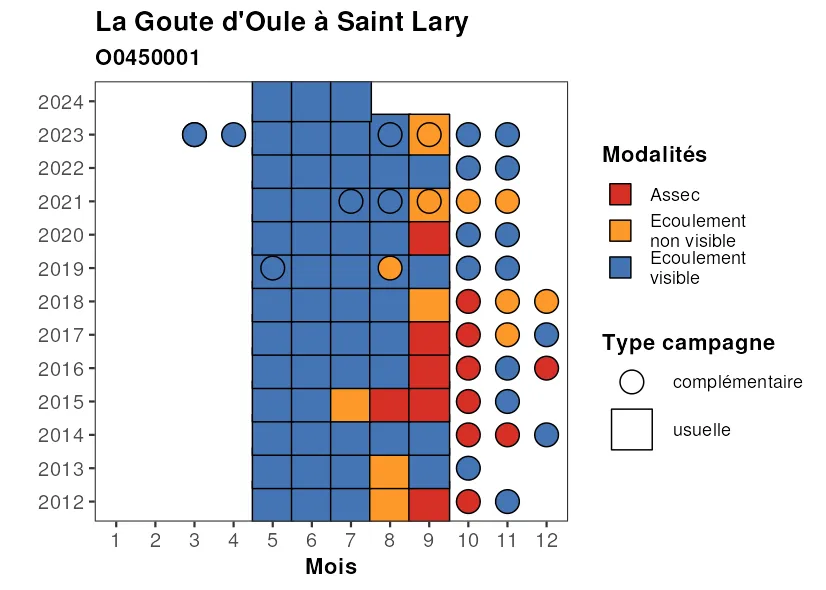 La Goute d'Oule à Saint Lary
O0450001
2024
2023
2022
2021
2020
2019
2018
2017
2016
2015
2014
2013
2012
1 2 3 4 5 6 7 8 9 10 11 12
Mois
Modalités
Assec
Ecoulement
non visible
Ecoulement
visible
Type campagne
complémentaire
usuelle